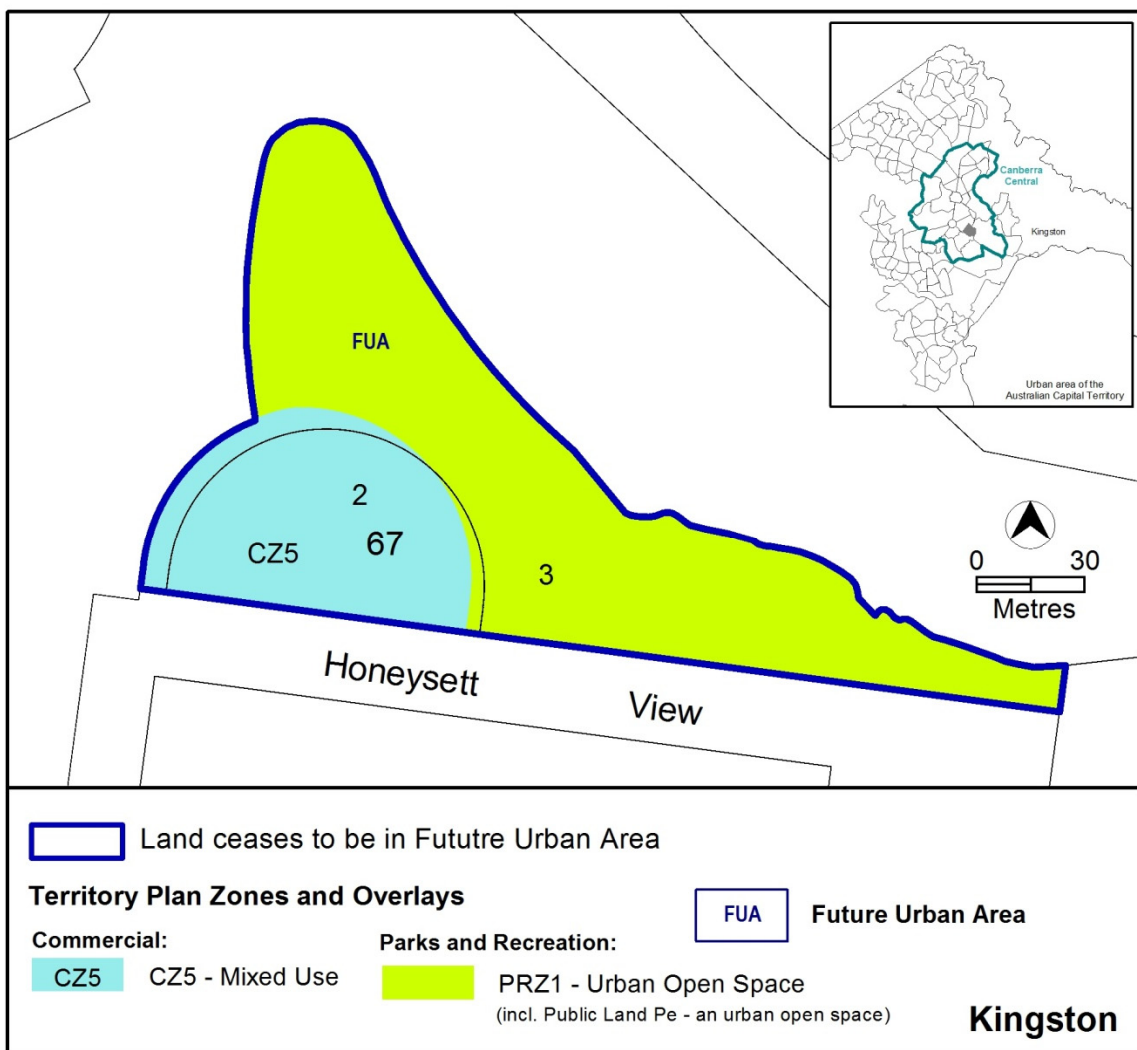 Canberra
Central
Kingston
Urban area of the
Australian Capital Territory
FUA
2
67
CZ5
3
0 30
Metres
Honeysett View
Land ceases to be in Fututre Urban Area
Territory Plan Zones and Overlays
FUA Future Urban Area
Commercial: Parks and Recreation:
CZ5 CZ5 - Mixed Use PRZ1 - Urban Open Space
(incl. Public Land Pe - an urban open space)
Kingston